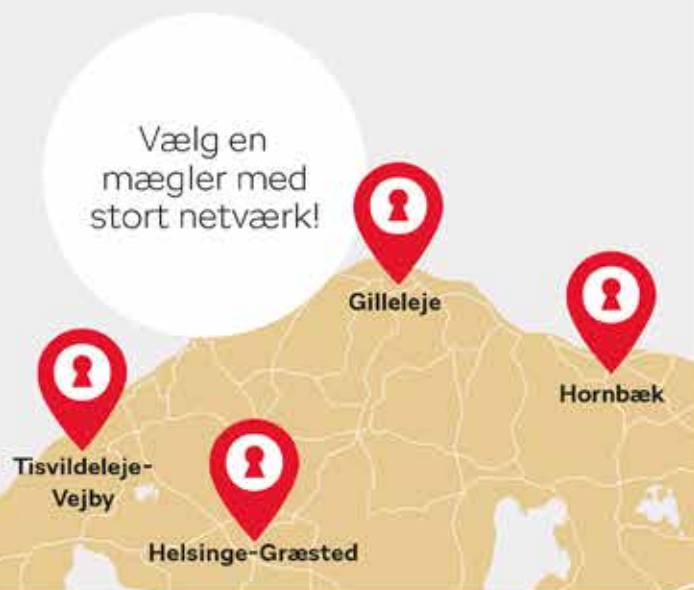 Vælg en
mægler med
stort netværk!
Gilleleje
Hornbæk
Tisvildeleje-
Vejby
Helsinge-Græsted